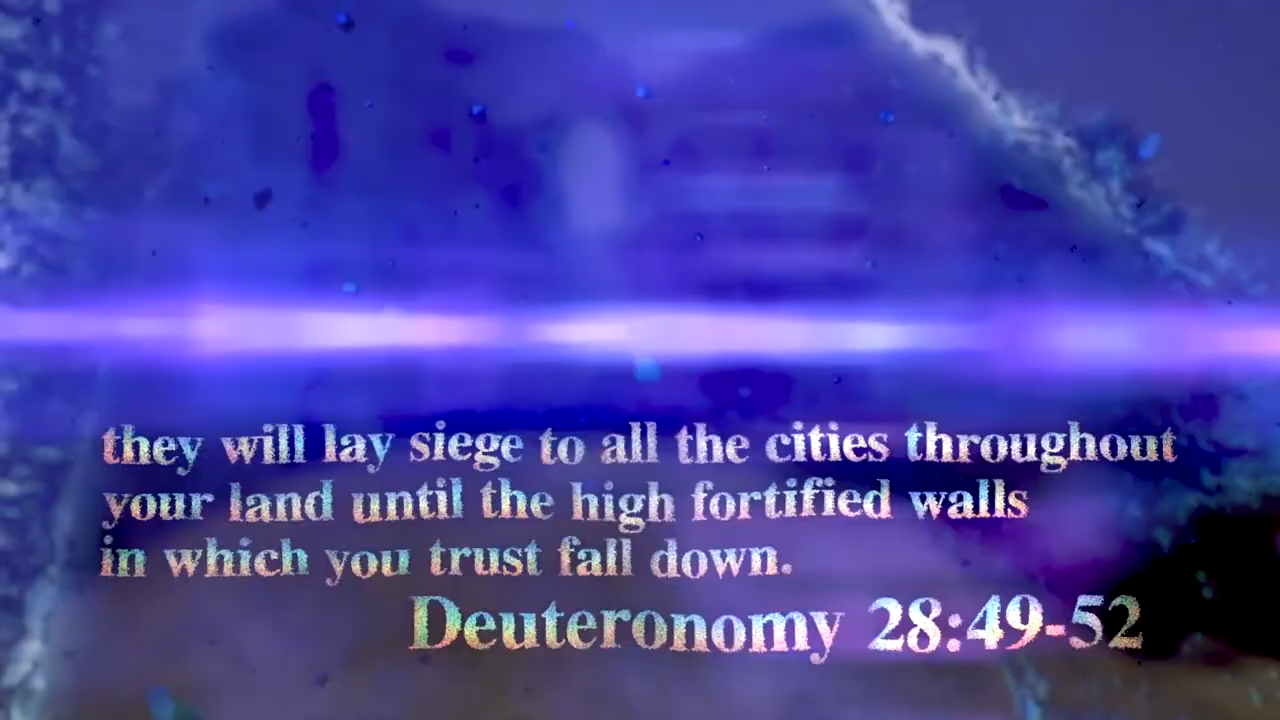 they will lay siege to all the cities throughout
your land until the high fortified walls
in which you trust fall down.
Deuteronomy 28:49-52